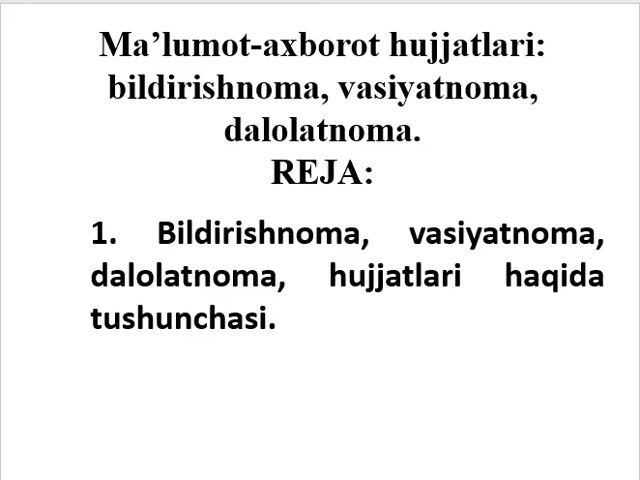 Ma’lumot-axborot hujjatlari:
bildirishnoma, vasiyatnoma,
dalolatnoma.
REJA:
1. Bildirishnoma, vasiyatnoma,
dalolatnoma, hujjatlari haqida
tushunchasi.